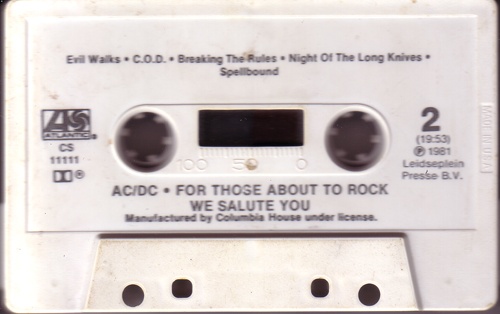 Evil Walks • C.O.D. • Breaking The Rules • Night Of The Long Knives •
Spellbound
ATLANTIC
CS
11111
2
(19:53)
℗ 1981
Leidseplein
Presse B.V.
100 50 0
AC/DC • FOR THOSE ABOUT TO ROCK
WE SALUTE YOU
Manufactured by Columbia House under license.